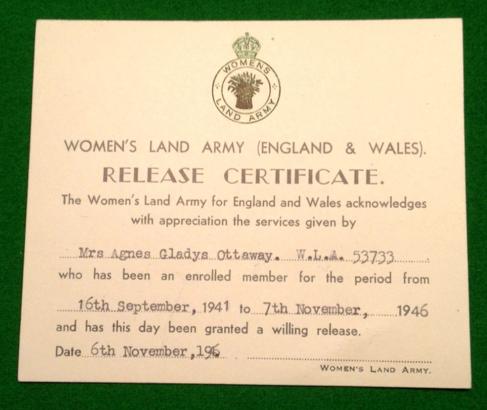 WOMENS
LAND ARMY
WOMEN'S LAND ARMY (ENGLAND & WALES).
RELEASE CERTIFICATE.
The Women's Land Army for England and Wales acknowledges
with appreciation the services given by
Mrs Agnes Gladys Ottaway. W.L.A. 53733
who has been an enrolled member for the period from
16th September, 1941 to 7th November, 1946
and has this day been granted a willing release.
Date 6th November,
WOMEN'S LAND ARMY.